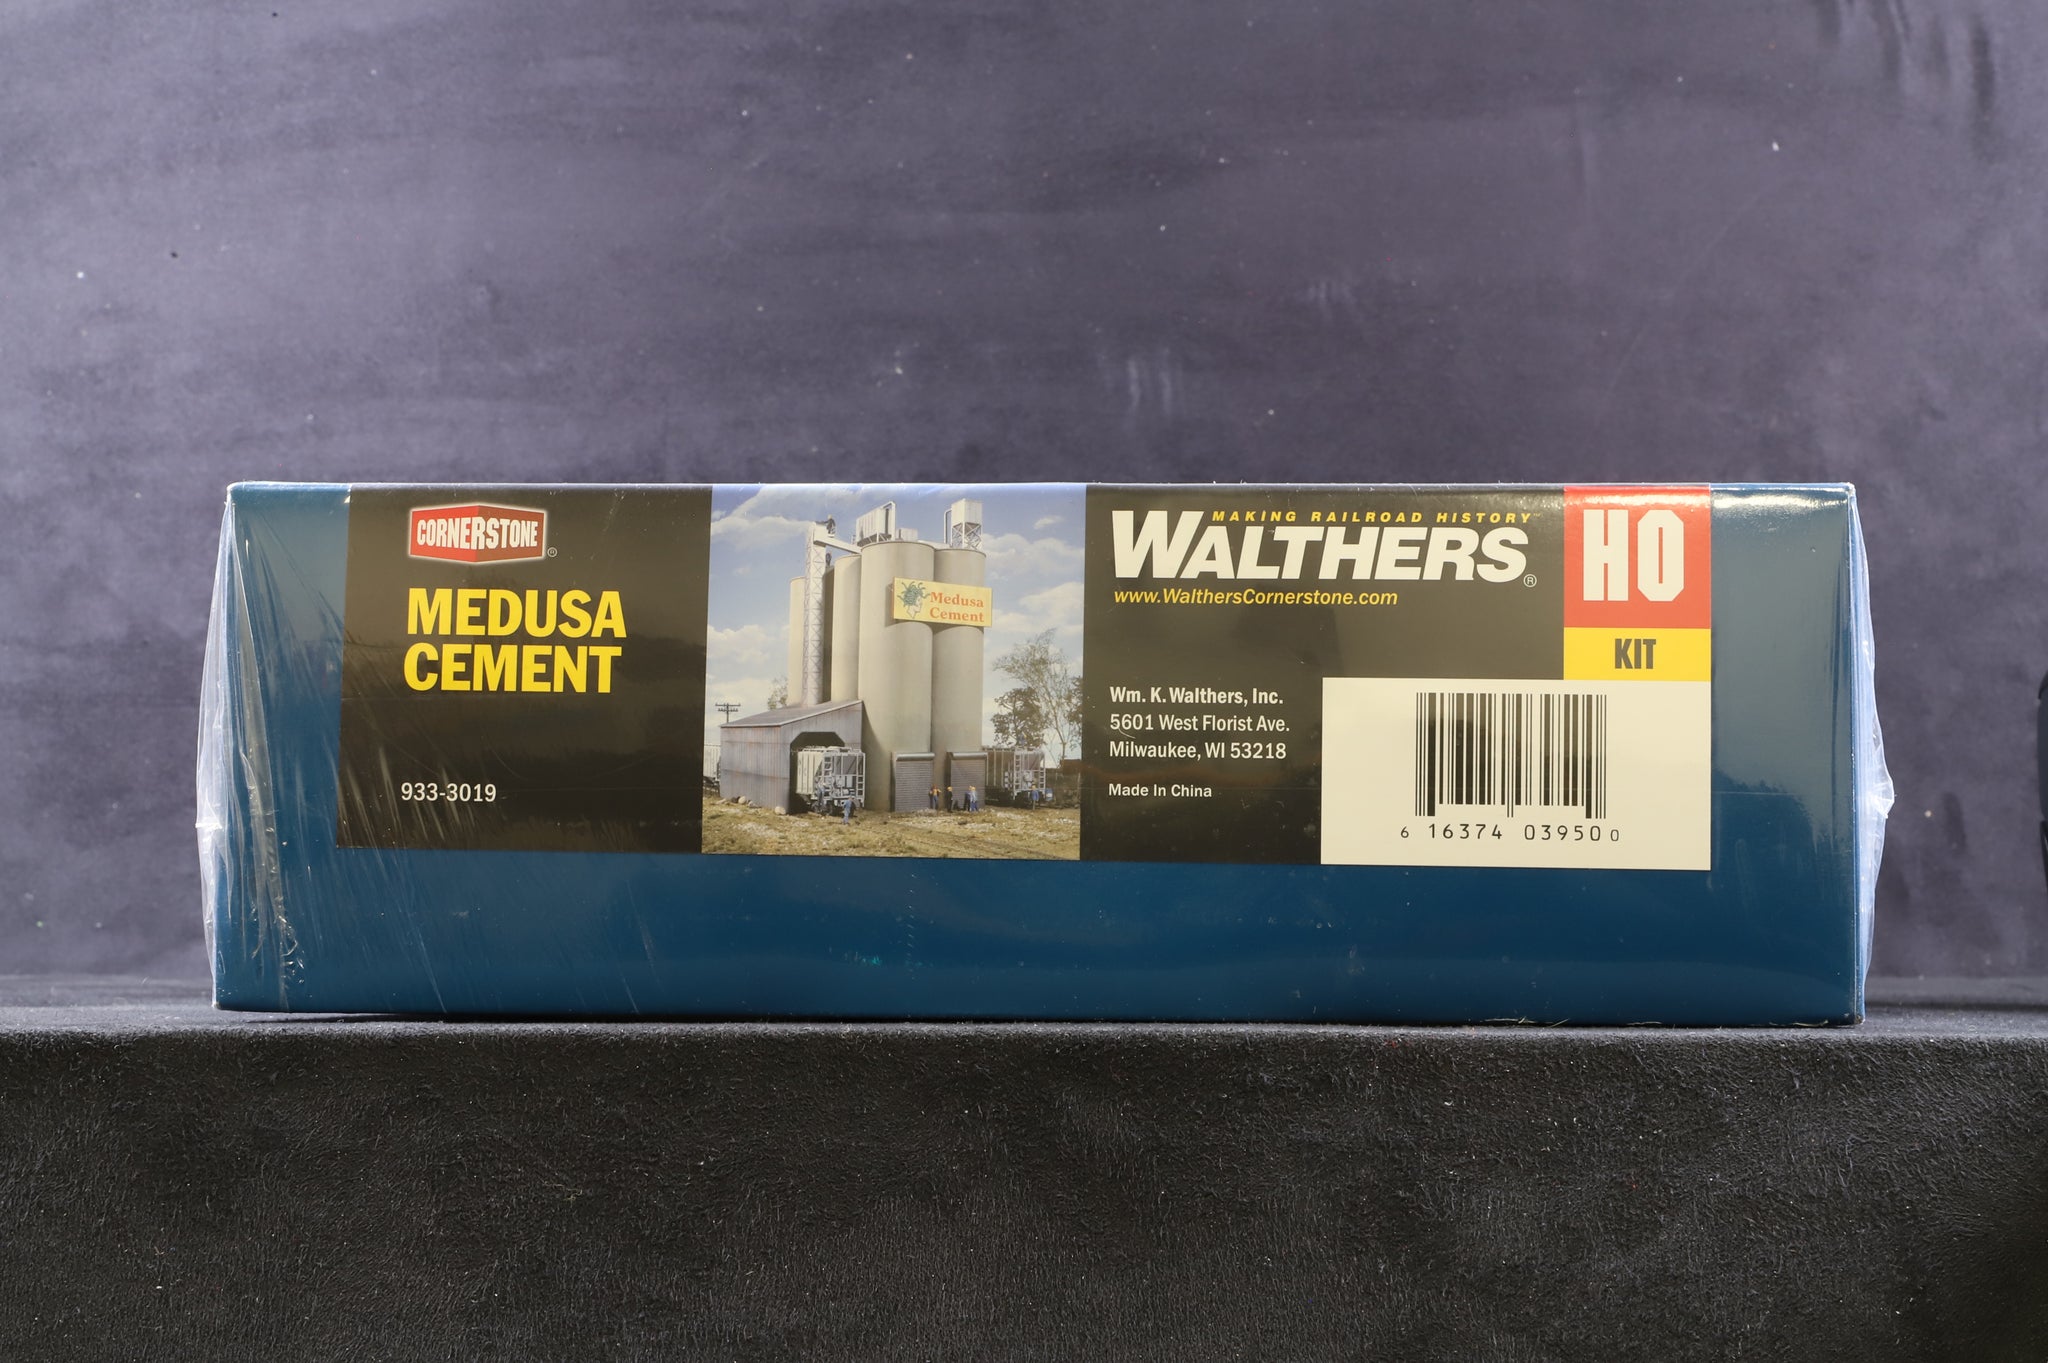 CORNERSTONE®
MEDUSA
CEMENT
933-3019
Medusa
Cement
MAKING RAILROAD HISTORY™
WALTHERS®
www.WalthersCornerstone.com
Wm. K. Walthers, Inc.
5601 West Florist Ave.
Milwaukee, WI 53218
Made In China
HO
KIT
6 16374 03950 0